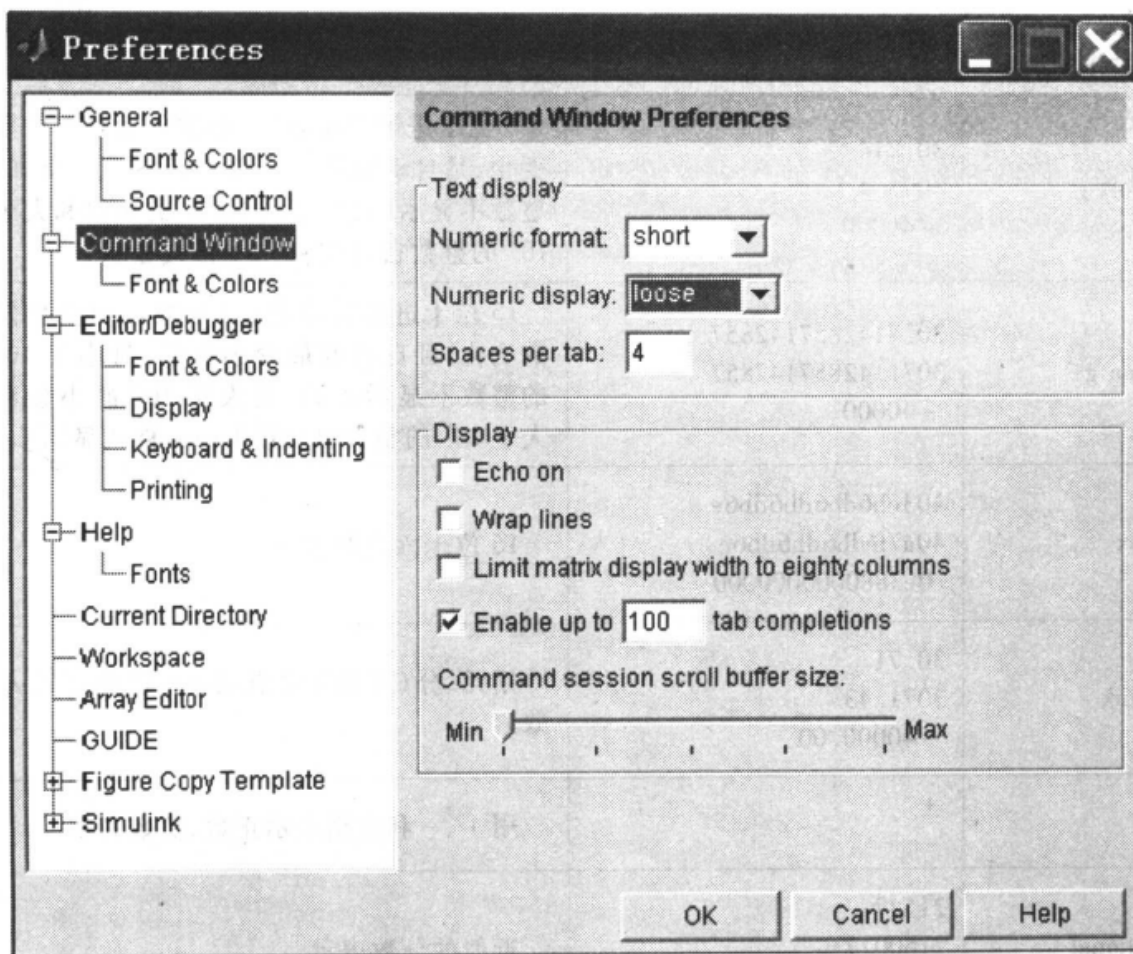 Preferences
General
Font & Colors
Source Control
Command Window
Font & Colors
Editor/Debugger
Font & Colors
Display
Keyboard & Indenting
Printing
Help
Fonts
Current Directory
Workspace
Array Editor
GUIDE
Figure Copy Template
Simulink
Command Window Preferences
Text display
Numeric format: short
Numeric display: loose
Spaces per tab: 4
Display
Echo on
Wrap lines
Limit matrix display width to eighty columns
Enable up to 100 tab completions
Command session scroll buffer size:
Min Max
OK Cancel Help